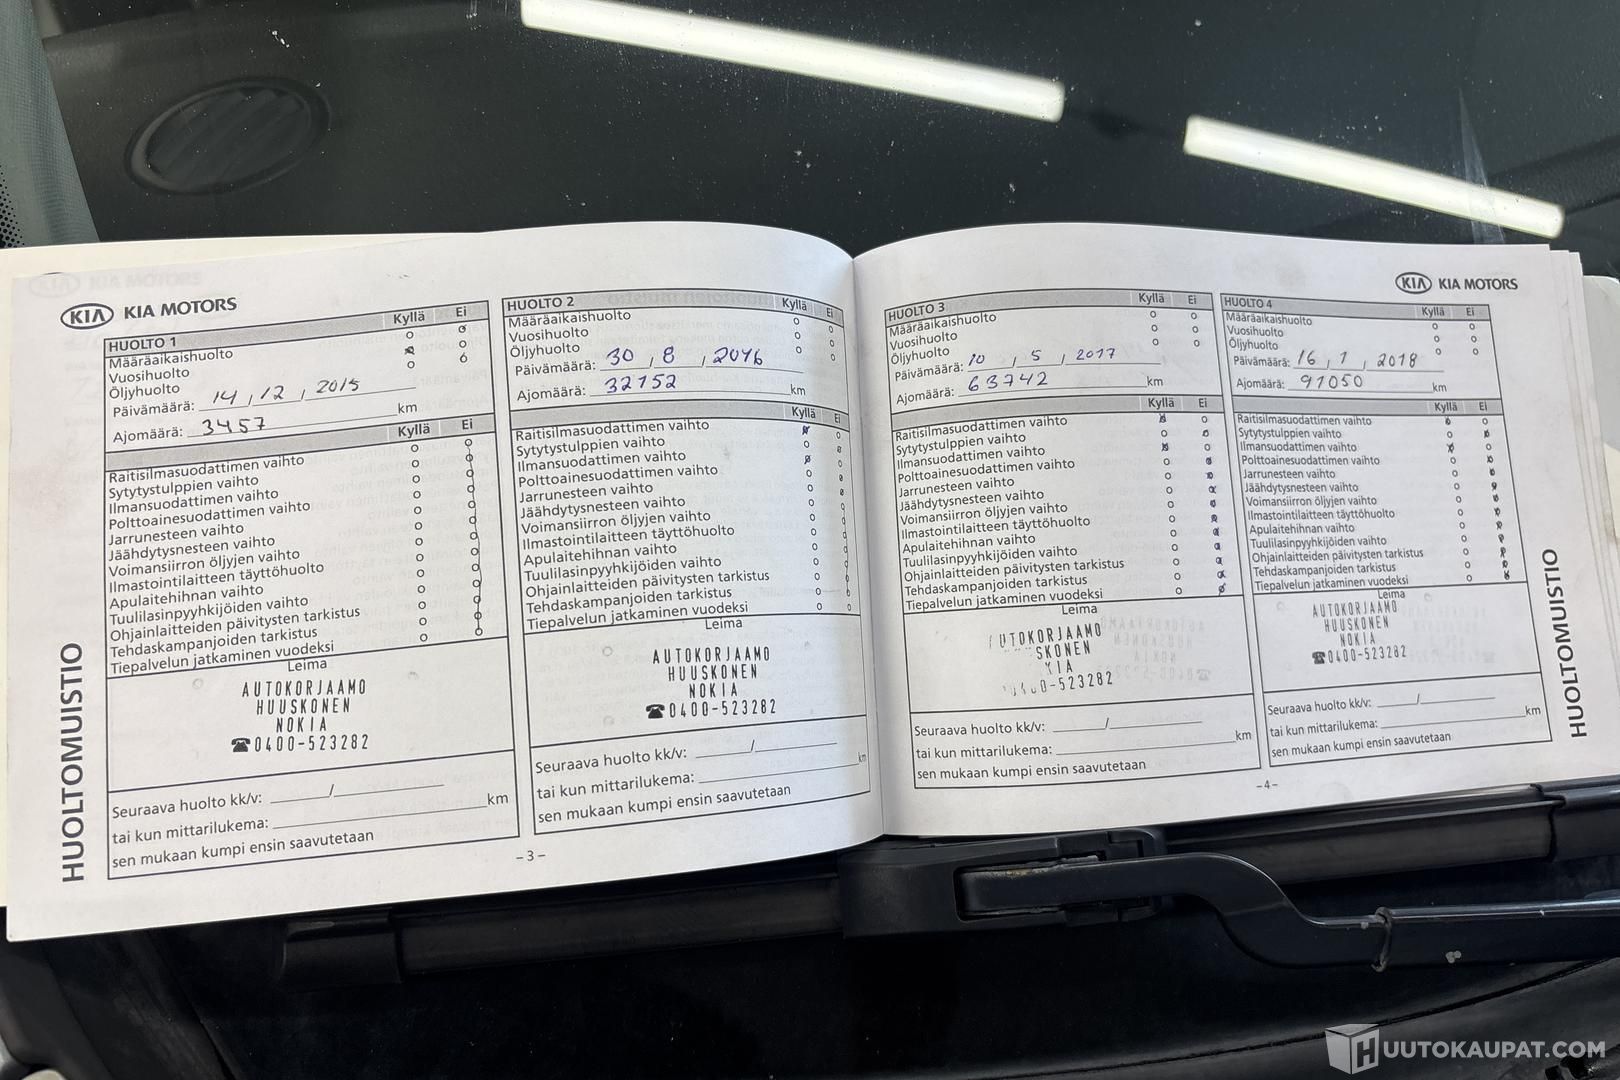 KIA MOTORS
HUOLTOMUISTIO
HUOLTO 1 Kyllä Ei
Määräaikaishuolto
Vuosihuolto
Öljyhuolto
Päivämäärä: 14, 12, 2015
Ajomäärä: 3457 km
Kyllä Ei
Raitisilmasuodattimen vaihto
Sytytystulppien vaihto
Ilmansuodattimen vaihto
Polttoainesuodattimen vaihto
Jarrunesteen vaihto
Jäähdytysnesteen vaihto
Voimansiirron öljyjen vaihto
Ilmastointilaitteen täyttöhuolto
Apulaitehihnan vaihto
Tuulilasinpyyhkijöiden vaihto
Ohjainlaitteiden päivitysten tarkistus
Tehdaskampanjoiden tarkistus
Tiepalvelun jatkaminen vuodeksi
Leima
AUTOKORJAAMO
HUUSKONEN
NOKIA
☎0400-523282
Seuraava huolto kk/v: ____/____
tai kun mittarilukema: ____ km
sen mukaan kumpi ensin saavutetaan
HUOLTO 2 Kyllä Ei
Määräaikaishuolto
Vuosihuolto
Öljyhuolto
Päivämäärä: 30, 8, 2016
Ajomäärä: 32152 km
Kyllä Ei
Raitisilmasuodattimen vaihto
Sytytystulppien vaihto
Ilmansuodattimen vaihto
Polttoainesuodattimen vaihto
Jarrunesteen vaihto
Jäähdytysnesteen vaihto
Voimansiirron öljyjen vaihto
Ilmastointilaitteen täyttöhuolto
Apulaitehihnan vaihto
Tuulilasinpyyhkijöiden vaihto
Ohjainlaitteiden päivitysten tarkistus
Tehdaskampanjoiden tarkistus
Tiepalvelun jatkaminen vuodeksi
Leima
AUTOKORJAAMO
HUUSKONEN
NOKIA
☎0400-523282
Seuraava huolto kk/v: ____/____
tai kun mittarilukema: ____ km
sen mukaan kumpi ensin saavutetaan
-3-
KIA MOTORS
HUOLTO 3 Kyllä Ei
Määräaikaishuolto
Vuosihuolto
Öljyhuolto
Päivämäärä: 10, 5, 2017
Ajomäärä: 63742 km
Kyllä Ei
Raitisilmasuodattimen vaihto
Sytytystulppien vaihto
Ilmansuodattimen vaihto
Polttoainesuodattimen vaihto
Jarrunesteen vaihto
Jäähdytysnesteen vaihto
Voimansiirron öljyjen vaihto
Ilmastointilaitteen täyttöhuolto
Apulaitehihnan vaihto
Tuulilasinpyyhkijöiden vaihto
Ohjainlaitteiden päivitysten tarkistus
Tehdaskampanjoiden tarkistus
Tiepalvelun jatkaminen vuodeksi
Leima
UTOKORJAAMO
SKONEN
KIA
0400-523282
Seuraava huolto kk/v: ____/____
tai kun mittarilukema: ____ km
sen mukaan kumpi ensin saavutetaan
HUOLTO 4 Kyllä Ei
Määräaikaishuolto
Vuosihuolto
Öljyhuolto
Päivämäärä: 16, 1, 2018
Ajomäärä: 91050 km
Kyllä Ei
Raitisilmasuodattimen vaihto
Sytytystulppien vaihto
Ilmansuodattimen vaihto
Polttoainesuodattimen vaihto
Jarrunesteen vaihto
Jäähdytysnesteen vaihto
Voimansiirron öljyjen vaihto
Ilmastointilaitteen täyttöhuolto
Apulaitehihnan vaihto
Tuulilasinpyyhkijöiden vaihto
Ohjainlaitteiden päivitysten tarkistus
Tehdaskampanjoiden tarkistus
Tiepalvelun jatkaminen vuodeksi
Leima
AUTOKORJAAMO
HUUSKONEN
NOKIA
☎0400-523282
Seuraava huolto kk/v: ____/____
tai kun mittarilukema: ____ km
sen mukaan kumpi ensin saavutetaan
HUOLTOMUISTIO
-4-
HUUTOKAUPAT.COM